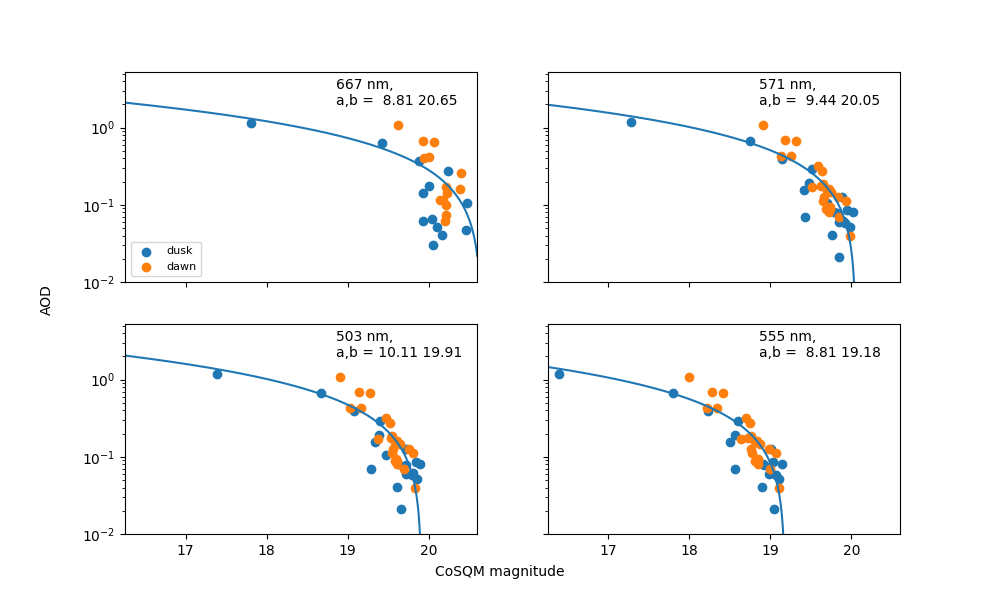 667 nm,
a,b =  8.81 20.65
10⁰
10⁻¹
10⁻²
dusk
dawn
571 nm,
a,b =  9.44 20.05
AOD
503 nm,
a,b = 10.11 19.91
10⁰
10⁻¹
10⁻²
17 18 19 20
555 nm,
a,b =  8.81 19.18
17 18 19 20
CoSQM magnitude